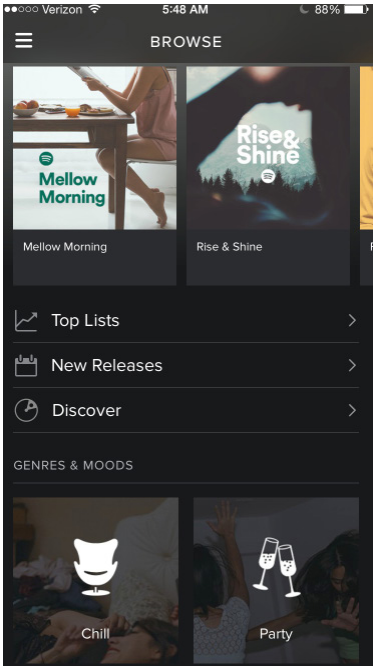 Verizon 5:48 AM 88%
BROWSE
Mellow
Morning
Rise&
Shine
Mellow Morning
Rise & Shine
Top Lists
New Releases
Discover
GENRES & MOODS
Chill
Party